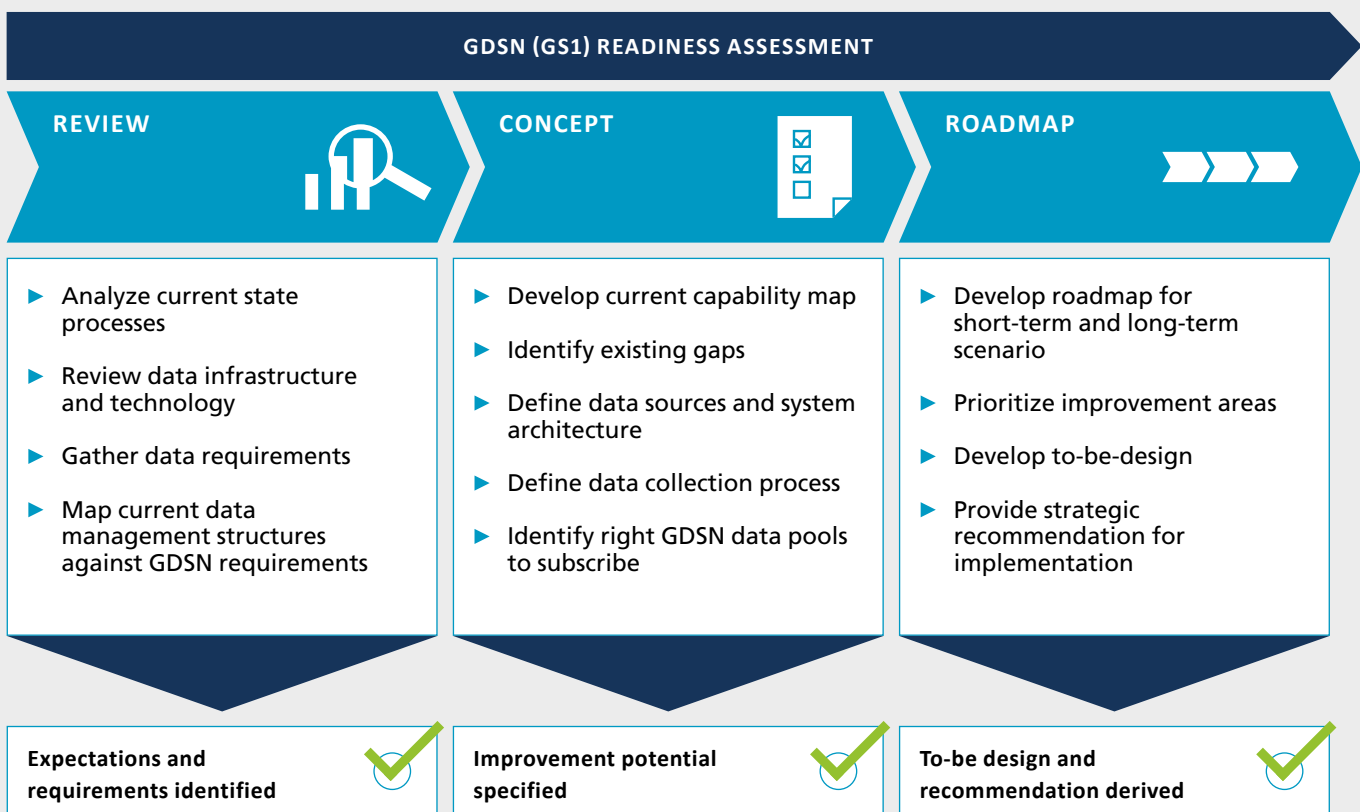 GDSN (GS1) READINESS ASSESSMENT
REVIEW
Analyze current state
processes
Review data infrastructure
and technology
Gather data requirements
Map current data
management structures
against GDSN requirements
Expectations and
requirements identified
CONCEPT
Develop current capability map
Identify existing gaps
Define data sources and system
architecture
Define data collection process
Identify right GDSN data pools
to subscribe
Improvement potential
specified
ROADMAP
Develop roadmap for
short-term and long-term
scenario
Prioritize improvement areas
Develop to-be-design
Provide strategic
recommendation for
implementation
To-be design and
recommendation derived